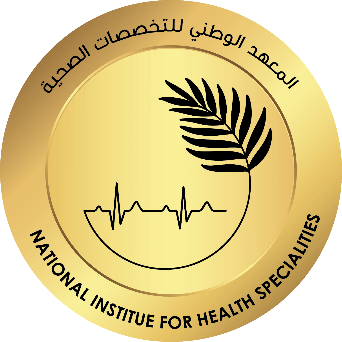 المعهد الوطني للتخصصات الصحية
NATIONAL INSTITUE FOR HEALTH SPECIALITIES